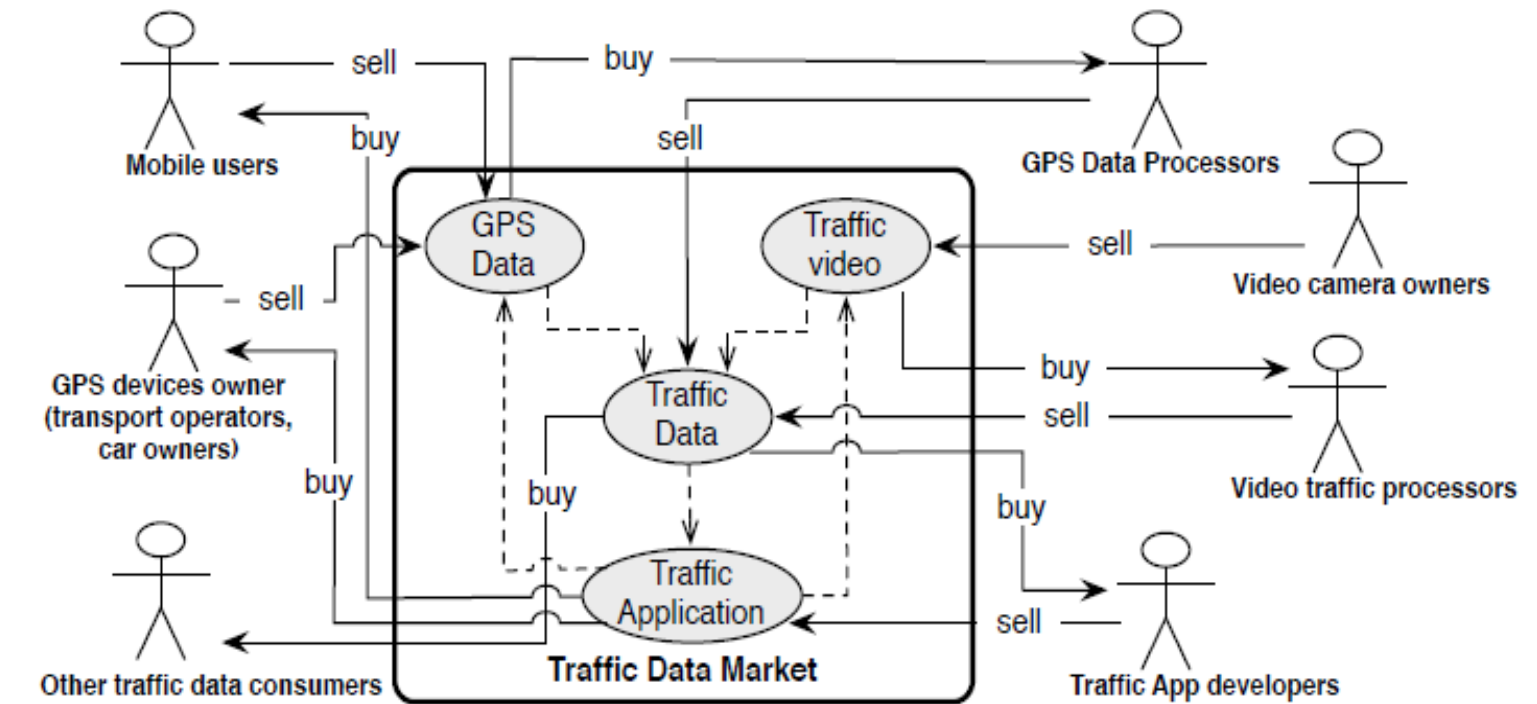 sell
buy
buy
sell
Mobile users
GPS Data Processors
GPS
Data
Traffic
video
sell
sell
Video camera owners
GPS devices owner
(transport operators,
car owners)
Traffic
Data
buy
sell
Video traffic processors
buy
buy
buy
Traffic
Application
sell
Traffic Data Market
Other traffic data consumers
Traffic App developers